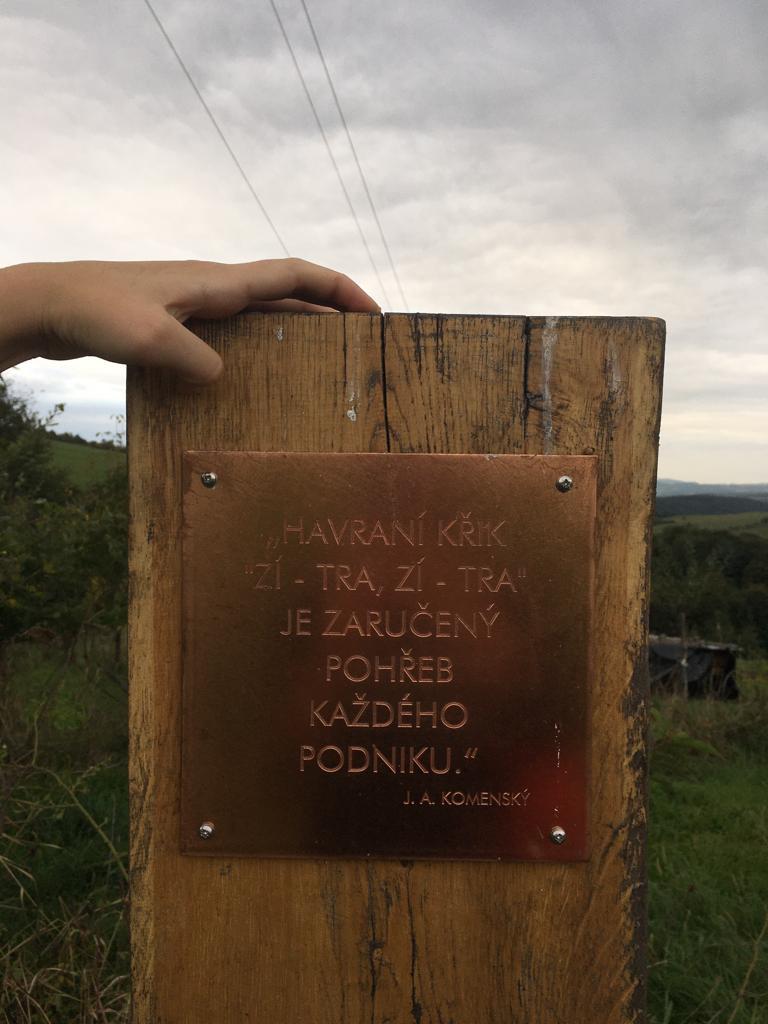 „HAVRANÍ KŘIK
"ZÍ - TRA, ZÍ - TRA"
JE ZARUČENÝ
POHŘEB
KAŽDÉHO
PODNIKU.“
J. A. KOMENSKÝ